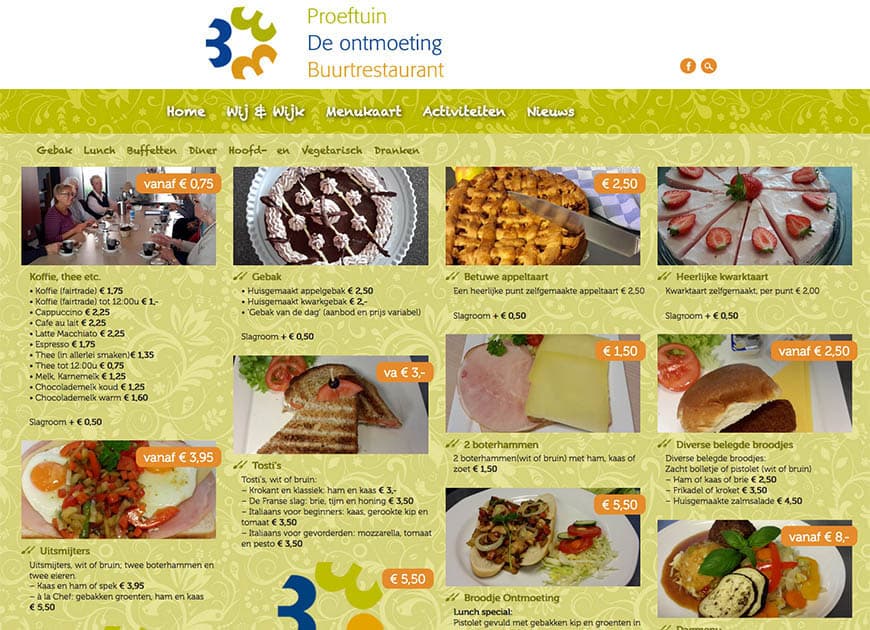 Proeftuin
De ontmoeting
Buurtrestaurant
Home Wij & Wijk Menukaart Activiteiten Nieuws
Gebak Lunch Buffetten Diner Hoofd- en Vegetarisch Dranken
vanaf € 0,75
Koffie, thee etc.
• Koffie (fairtrade) € 1,75
• Koffie (fairtrade) tot 12:00u € 1,-
• Cappuccino € 2,25
• Cafe au lait € 2,25
• Latte Macchiato € 2,25
• Espresso € 1,75
• Thee (in allerlei smaken)€ 1,35
• Thee tot 12:00u € 0,75
• Melk, Karnemelk € 1,25
• Chocolademelk koud € 1,25
• Chocolademelk warm € 1,60
Slagroom + € 0,50
vanaf € 3,95
Uitsmijters
Uitsmijters, wit of bruin; twee boterhammen en
twee eieren.
– Kaas en ham of spek € 3,95
– à la Chef: gebakken groenten, ham en kaas
€ 5,50
Gebak
• Huisgemaakt appelgebak € 2,50
• Huisgemaakt kwarkgebak € 2,-
• 'Gebak van de dag' (aanbod en prijs variabel)
Slagroom + € 0,50
va € 3,-
Tosti's
Tosti's, wit of bruin:
– Krokant en klassiek: ham en kaas € 3,-
– De Franse slag: brie, tijm en honing € 3,50
– Italiaans voor beginners: kaas, gerookte kip en
tomaat € 3,50
– Italiaans voor gevorderden: mozzarella, tomaat
en pesto € 3,50
€ 5,50
€ 2,50
Betuwe appeltaart
Een heerlijke punt zelfgemaakte appeltaart € 2,50
Slagroom + € 0,50
€ 1,50
2 boterhammen
2 boterhammen(wit of bruin) met ham, kaas of
zoet € 1,50
€ 5,50
Broodje Ontmoeting
Lunch special:
Pistolet gevuld met gebakken kip en groenten in
Heerlijke kwarktaart
Kwarktaart zelfgemaakt, per punt € 2,00
Slagroom + € 0,50
vanaf € 2,50
Diverse belegde broodjes
Diverse belegde broodjes:
Zacht bolletje of pistolet (wit of bruin)
– Ham of kaas of brie € 2,50
– Frikadel of kroket € 3,50
– Huisgemaakte zalmsalade € 4,50
vanaf € 8,-
Dagmenu